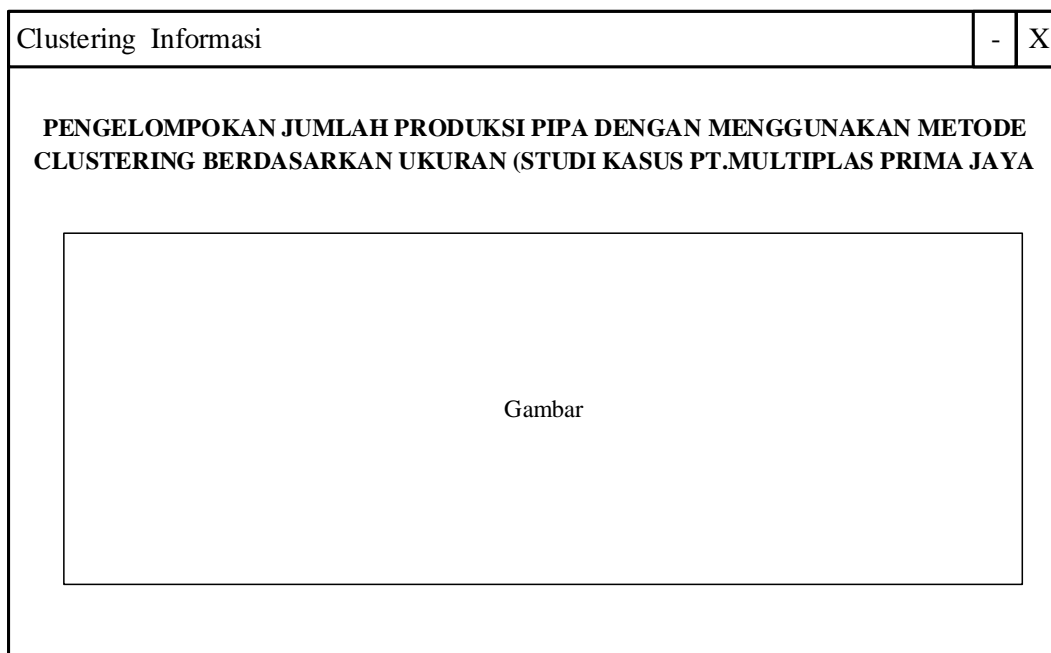 Clustering Informasi - X
PENGELOMPOKAN JUMLAH PRODUKSI PIPA DENGAN MENGGUNAKAN METODE
CLUSTERING BERDASARKAN UKURAN (STUDI KASUS PT.MULTIPLAS PRIMA JAYA
Gambar